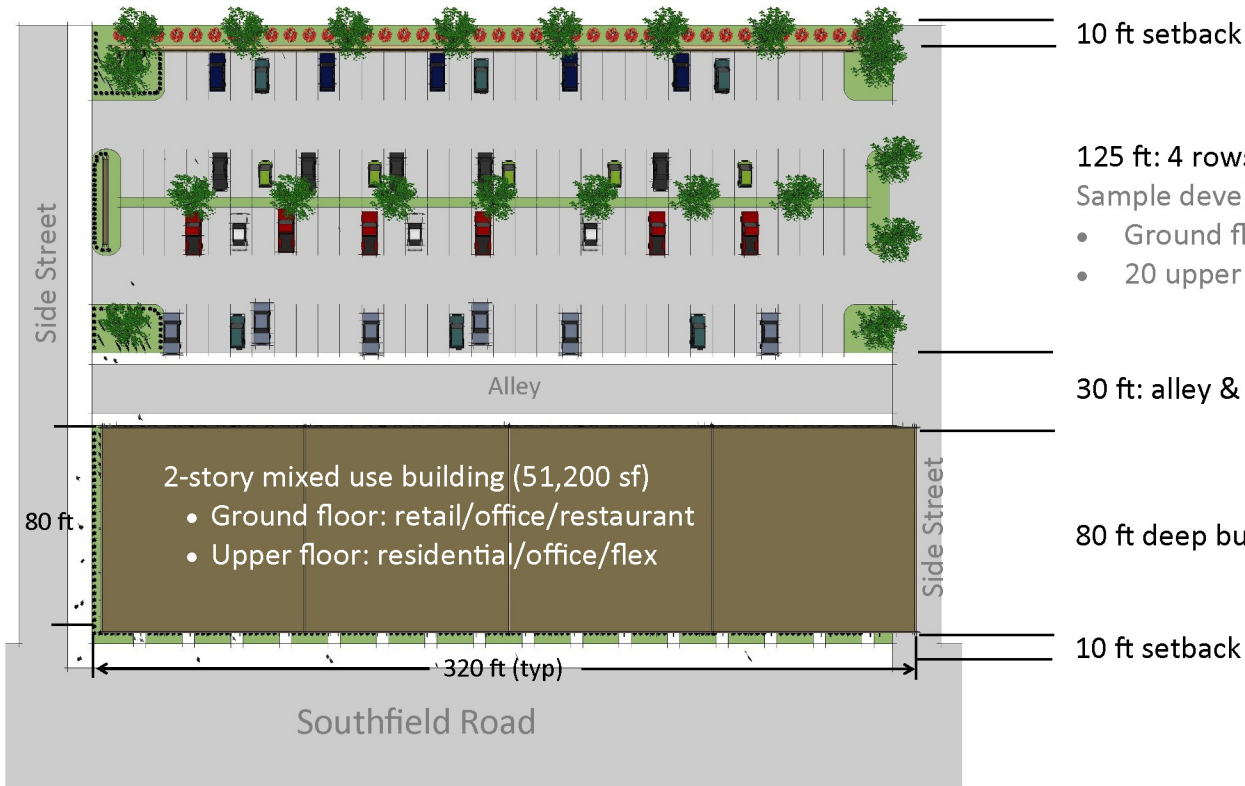 10 ft setback
125 ft: 4 rows
Sample deve
• Ground fl
• 20 upper
Side Street
Alley
30 ft: alley &
2-story mixed use building (51,200 sf)
• Ground floor: retail/office/restaurant
• Upper floor: residential/office/flex
80 ft
Side Street
80 ft deep bu
10 ft setback
320 ft (typ)
Southfield Road